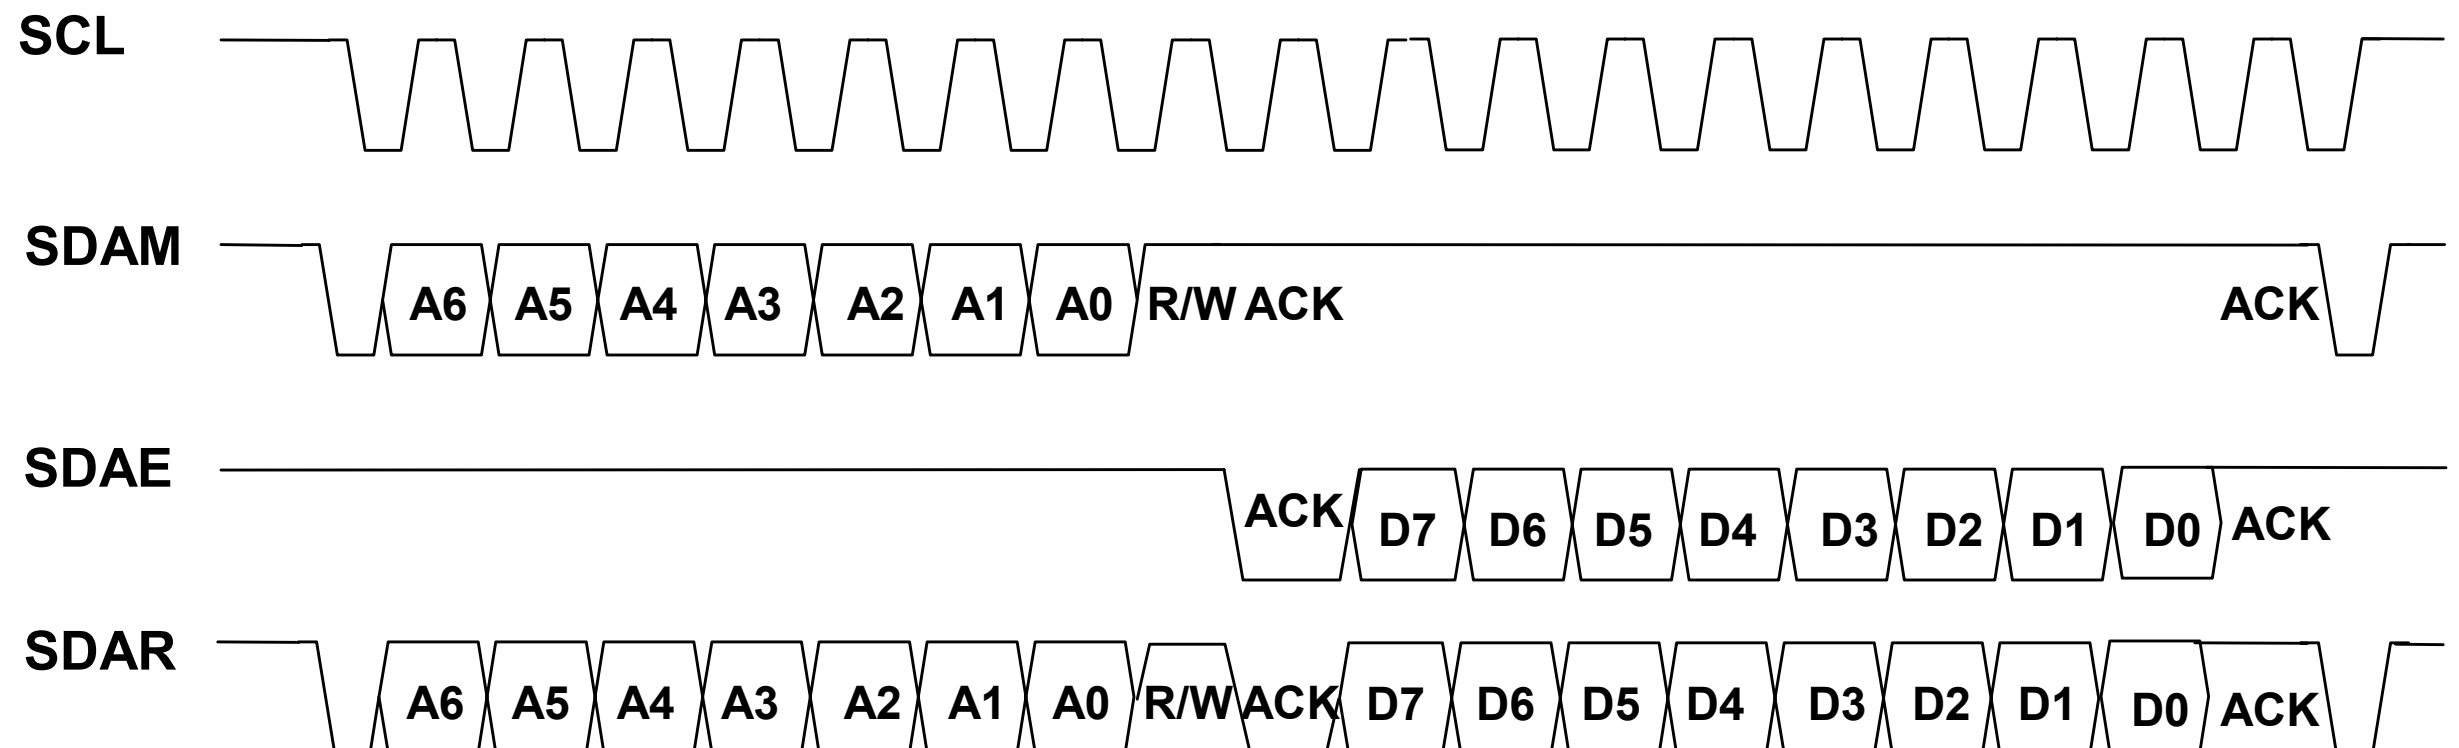 SCL
SDAM A6 A5 A4 A3 A2 A1 A0 R/W ACK ACK
SDAE ACK D7 D6 D5 D4 D3 D2 D1 D0 ACK
SDAR A6 A5 A4 A3 A2 A1 A0 R/W ACK D7 D6 D5 D4 D3 D2 D1 D0 ACK